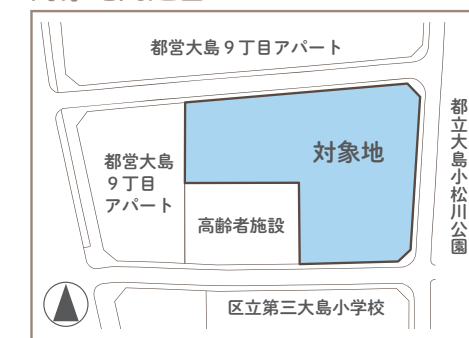 都営大島９丁目アパート
都営大島
９丁目
アパート
対象地
高齢者施設
都立大島小松川公園
区立第三大島小学校